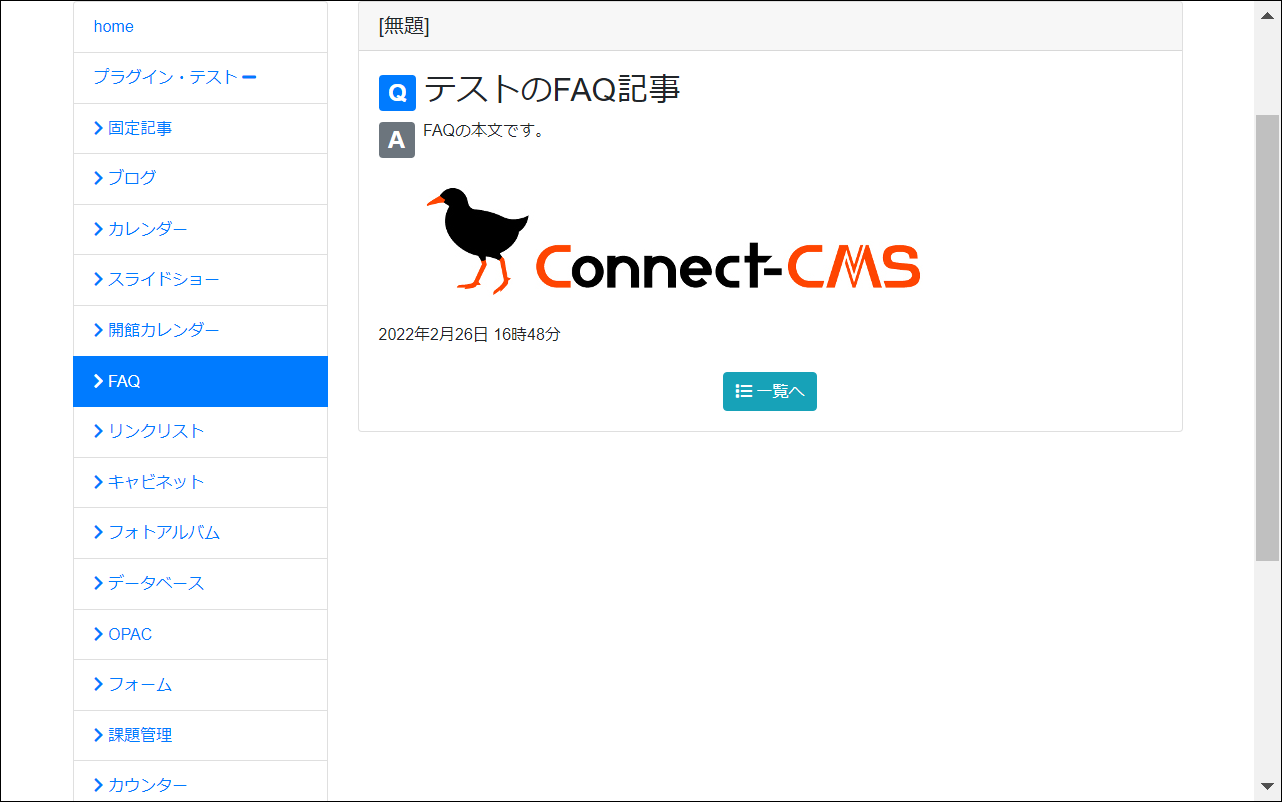 home
プラグイン・テスト
固定記事
ブログ
カレンダー
スライドショー
開館カレンダー
FAQ
リンクリスト
キャビネット
フォトアルバム
データベース
OPAC
フォーム
課題管理
カウンター
[無題]
Q テストのFAQ記事
A FAQの本文です。
Connect-CMS
2022年2月26日 16時48分
一覧へ